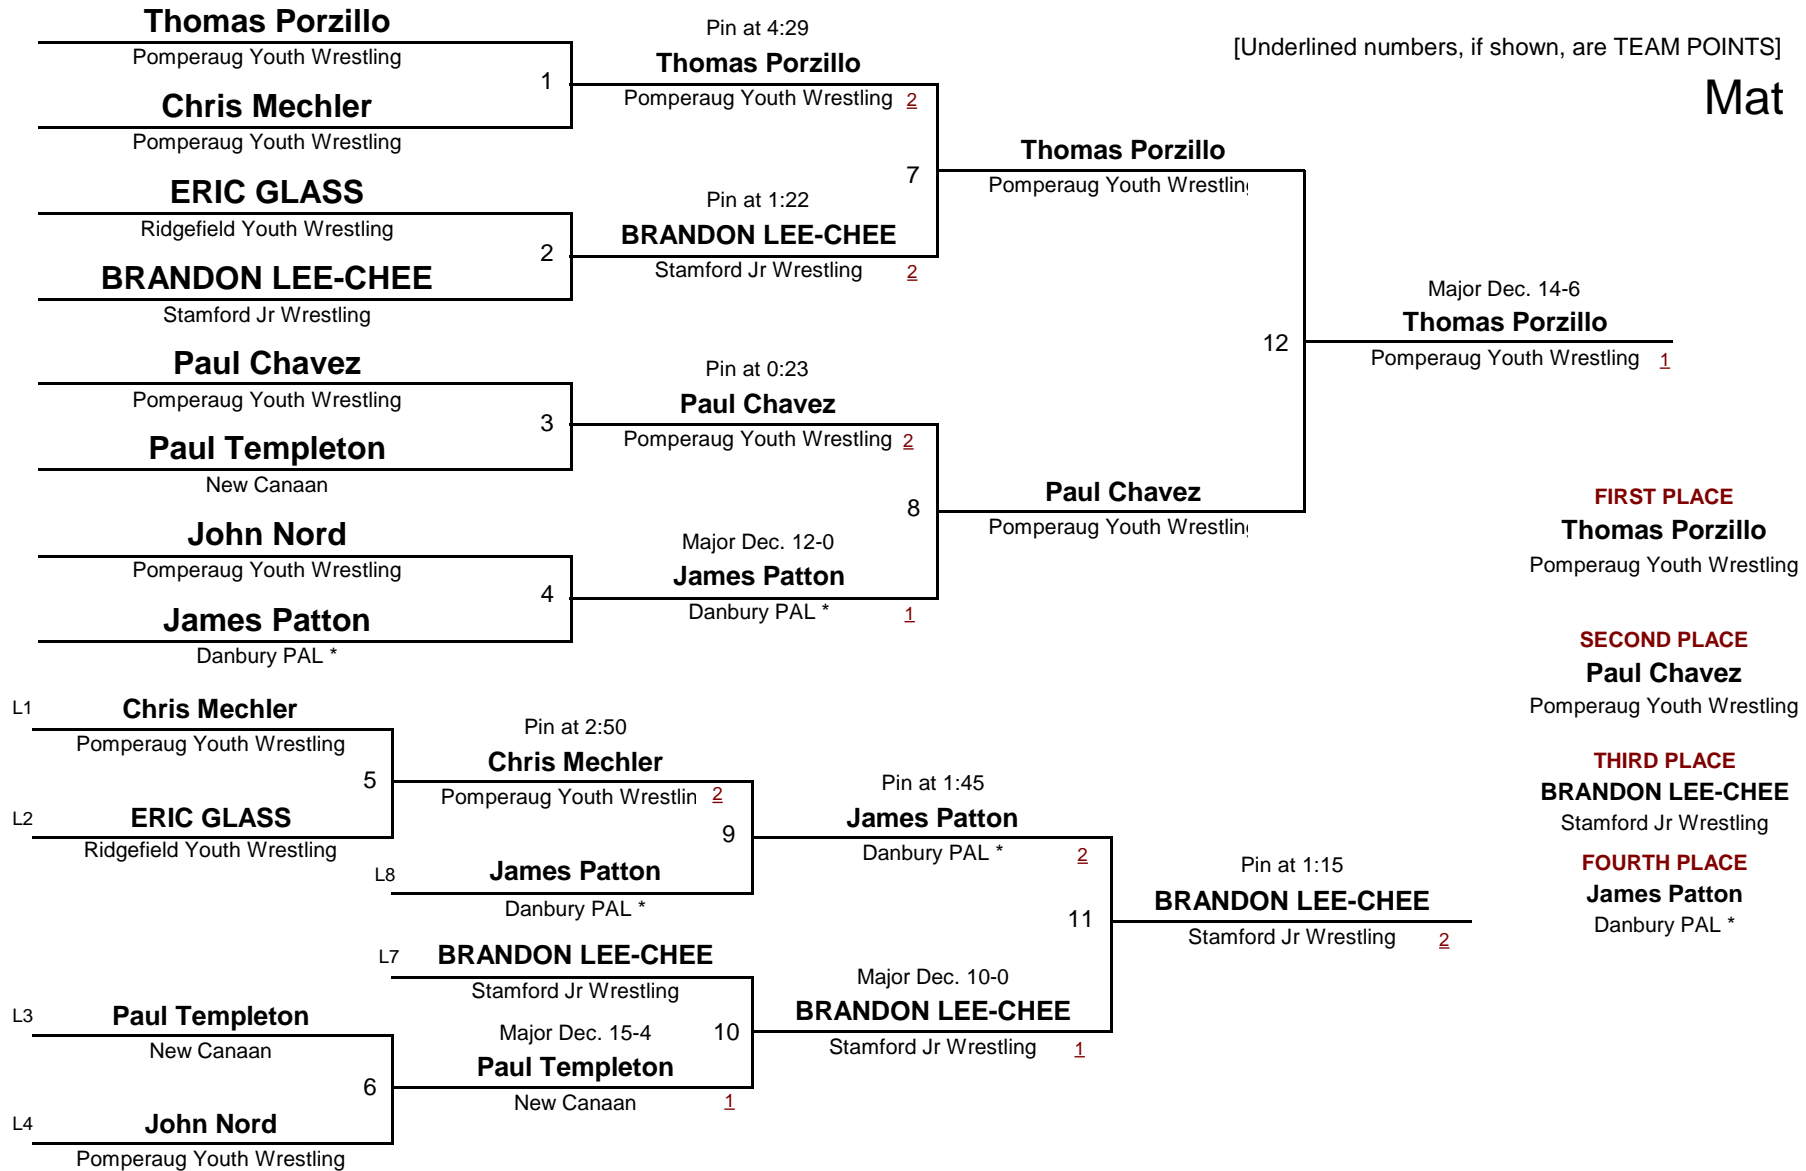 Thomas Porzillo
Pomperaug Youth Wrestling
1
Chris Mechler
Pomperaug Youth Wrestling
ERIC GLASS
Ridgefield Youth Wrestling
2
BRANDON LEE-CHEE
Stamford Jr Wrestling
Paul Chavez
Pomperaug Youth Wrestling
3
Paul Templeton
New Canaan
John Nord
Pomperaug Youth Wrestling
4
James Patton
Danbury PAL *
Pin at 4:29
Thomas Porzillo
Pomperaug Youth Wrestling 2
7
Pin at 1:22
BRANDON LEE-CHEE
Stamford Jr Wrestling 2
Pin at 0:23
Paul Chavez
Pomperaug Youth Wrestling 2
8
Major Dec. 12-0
James Patton
Danbury PAL * 1
Thomas Porzillo
Pomperaug Youth Wrestling
12
Paul Chavez
Pomperaug Youth Wrestling
[Underlined numbers, if shown, are TEAM POINTS]
Mat
Major Dec. 14-6
Thomas Porzillo
Pomperaug Youth Wrestling 1
FIRST PLACE
Thomas Porzillo
Pomperaug Youth Wrestling
SECOND PLACE
Paul Chavez
Pomperaug Youth Wrestling
THIRD PLACE
BRANDON LEE-CHEE
Stamford Jr Wrestling
FOURTH PLACE
James Patton
Danbury PAL *
L1 Chris Mechler
Pomperaug Youth Wrestling
5
L2 ERIC GLASS
Ridgefield Youth Wrestling
L3 Paul Templeton
New Canaan
6
L4 John Nord
Pomperaug Youth Wrestling
Pin at 2:50
Chris Mechler
Pomperaug Youth Wrestlin 2
9
L8 James Patton
Danbury PAL *
L7 BRANDON LEE-CHEE
Stamford Jr Wrestling
Major Dec. 15-4 10
Paul Templeton
New Canaan 1
Pin at 1:45
James Patton
Danbury PAL * 2
11
Major Dec. 10-0
BRANDON LEE-CHEE
Stamford Jr Wrestling 1
Pin at 1:15
BRANDON LEE-CHEE
Stamford Jr Wrestling 2